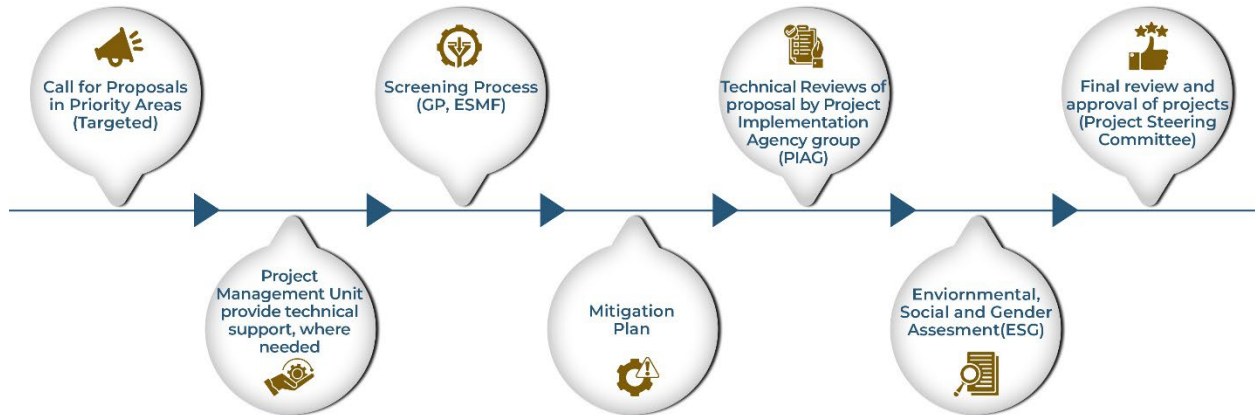 Call for Proposals
in Priority Areas
(Targeted)
Project
Management Unit
provide technical
support, where
needed
Screening Process
(GP, ESMF)
Mitigation
Plan
Technical Reviews of
proposal by Project
Implementation
Agency group
(PIAG)
Enviornmental,
Social and Gender
Assesment(ESG)
Final review and
approval of projects
(Project Steering
Committee)